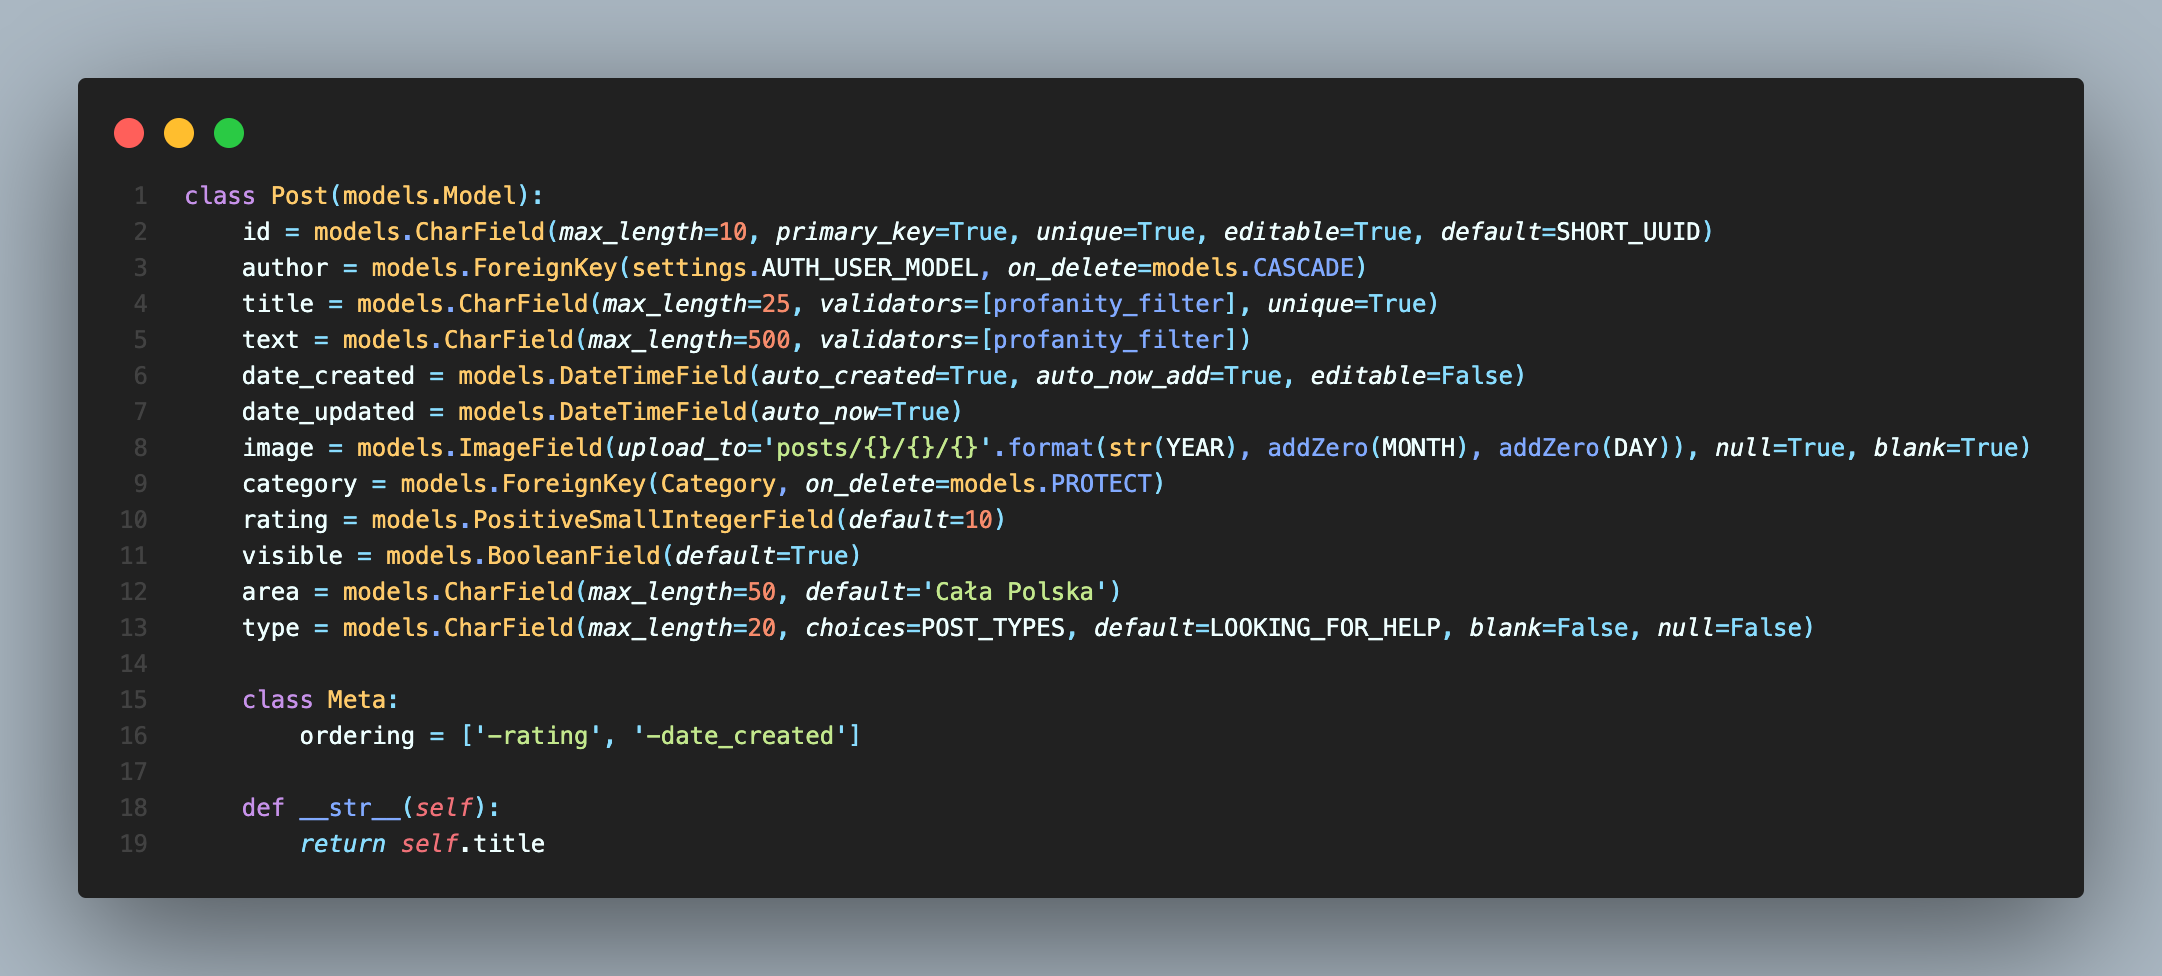 1 class Post(models.Model):
2     id = models.CharField(max_length=10, primary_key=True, unique=True, editable=True, default=SHORT_UUID)
3     author = models.ForeignKey(settings.AUTH_USER_MODEL, on_delete=models.CASCADE)
4     title = models.CharField(max_length=25, validators=[profanity_filter], unique=True)
5     text = models.CharField(max_length=500, validators=[profanity_filter])
6     date_created = models.DateTimeField(auto_created=True, auto_now_add=True, editable=False)
7     date_updated = models.DateTimeField(auto_now=True)
8     image = models.ImageField(upload_to='posts/{}/{}/{}'.format(str(YEAR), addZero(MONTH), addZero(DAY)), null=True, blank=True)
9     category = models.ForeignKey(Category, on_delete=models.PROTECT)
10     rating = models.PositiveSmallIntegerField(default=10)
11     visible = models.BooleanField(default=True)
12     area = models.CharField(max_length=50, default='Cała Polska')
13     type = models.CharField(max_length=20, choices=POST_TYPES, default=LOOKING_FOR_HELP, blank=False, null=False)
14
15     class Meta:
16         ordering = ['-rating', '-date_created']
17
18     def __str__(self):
19         return self.title